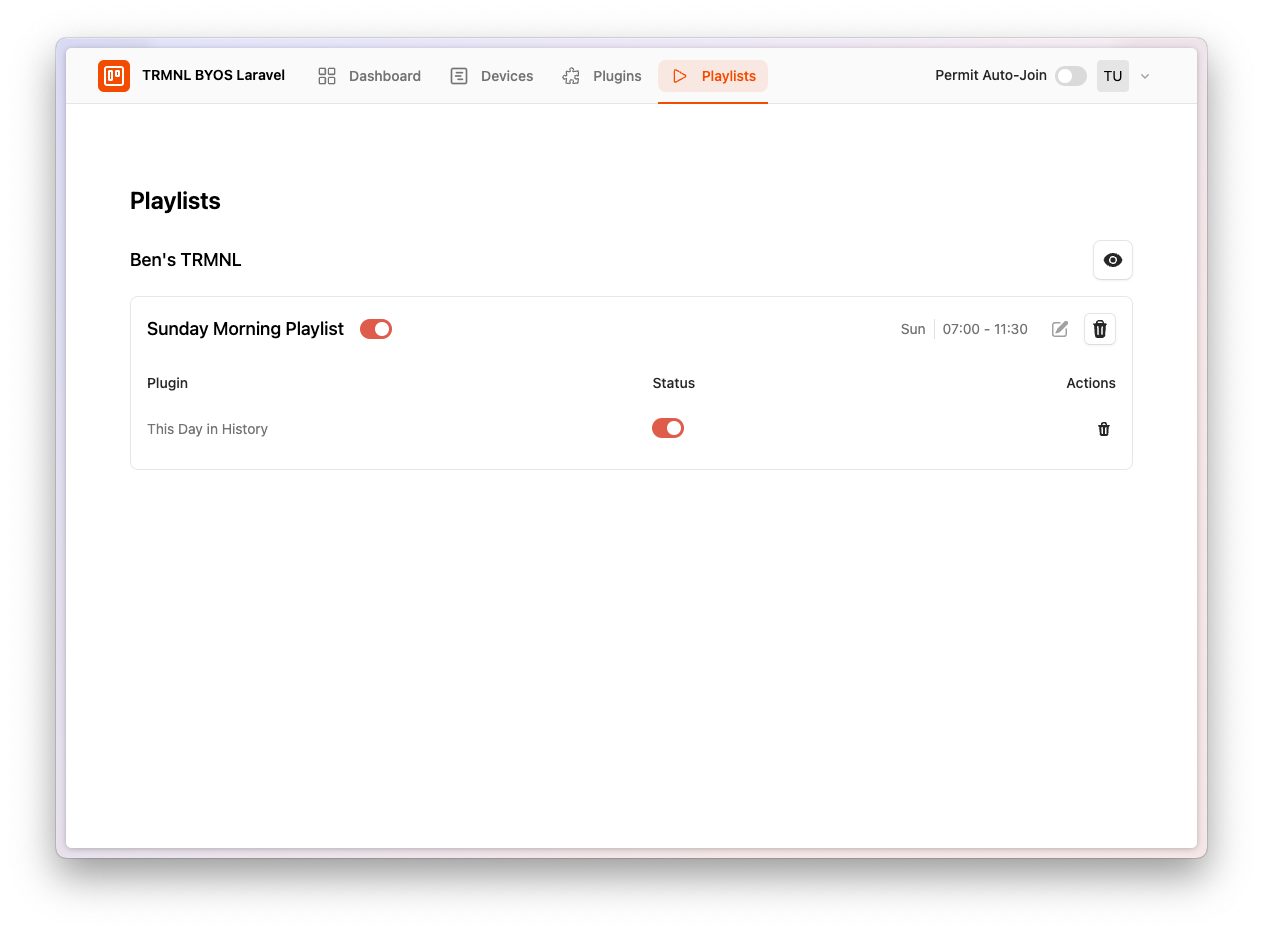 TRMNL BYOS Laravel Dashboard Devices Plugins Playlists Permit Auto-Join TU
Playlists
Ben's TRMNL
Sunday Morning Playlist Sun 07:00 - 11:30
Plugin Status Actions
This Day in History